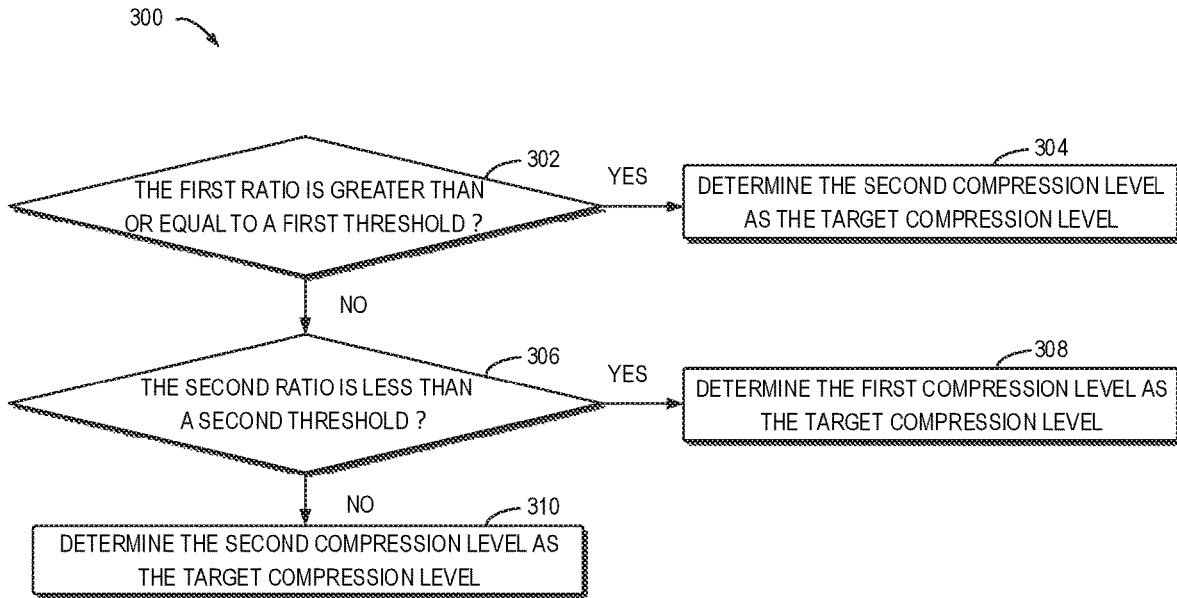 300
302
THE FIRST RATIO IS GREATER THAN
OR EQUAL TO A FIRST THRESHOLD ?
YES
304
DETERMINE THE SECOND COMPRESSION LEVEL
AS THE TARGET COMPRESSION LEVEL
NO
306
THE SECOND RATIO IS LESS THAN
A SECOND THRESHOLD ?
YES
308
DETERMINE THE FIRST COMPRESSION LEVEL AS
THE TARGET COMPRESSION LEVEL
NO
310
DETERMINE THE SECOND COMPRESSION LEVEL AS
THE TARGET COMPRESSION LEVEL